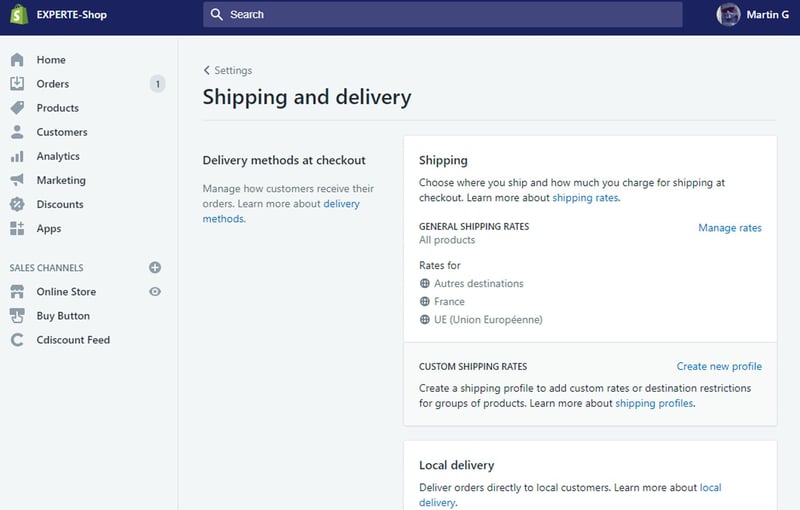 EXPERTE-Shop
Search
Martin G
Home
Orders
1
Products
Customers
Analytics
Marketing
Discounts
Apps
SALES CHANNELS
Online Store
Buy Button
Cdiscount Feed
Settings
Shipping and delivery
Delivery methods at checkout
Manage how customers receive their
orders. Learn more about delivery
methods.
Shipping
Choose where you ship and how much you charge for shipping at
checkout. Learn more about shipping rates.
GENERAL SHIPPING RATES
Manage rates
All products
Rates for
Autres destinations
France
UE (Union Européenne)
CUSTOM SHIPPING RATES
Create new profile
Create a shipping profile to add custom rates or destination restrictions
for groups of products. Learn more about shipping profiles.
Local delivery
Deliver orders directly to local customers. Learn more about local
delivery.